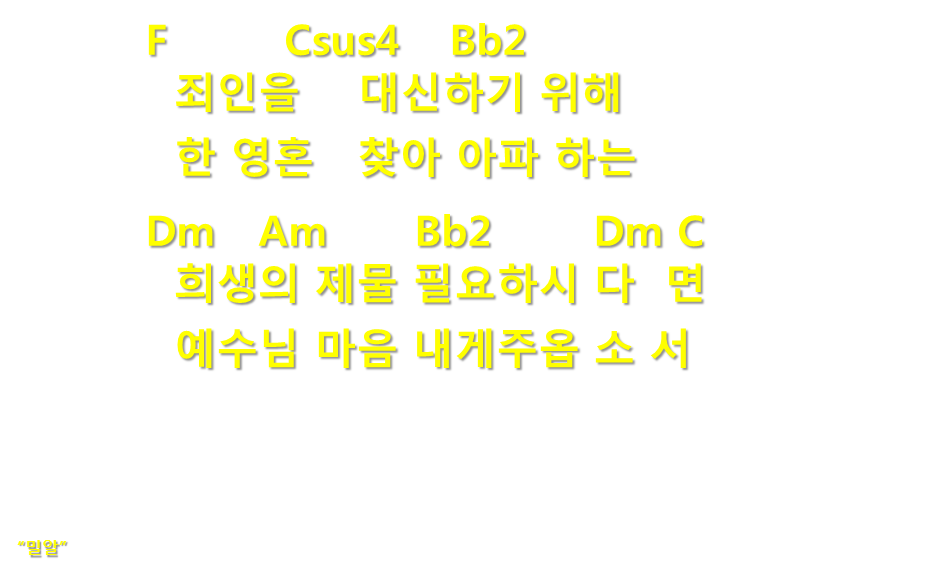 F Csus4 Bb2
죄인을 대신하기 위해
한 영혼 찾아 아파 하는
Dm Am Bb2 Dm C
희생의 제물 필요하시 다 면
예수님 마음 내게주옵 소 서
“밀알”